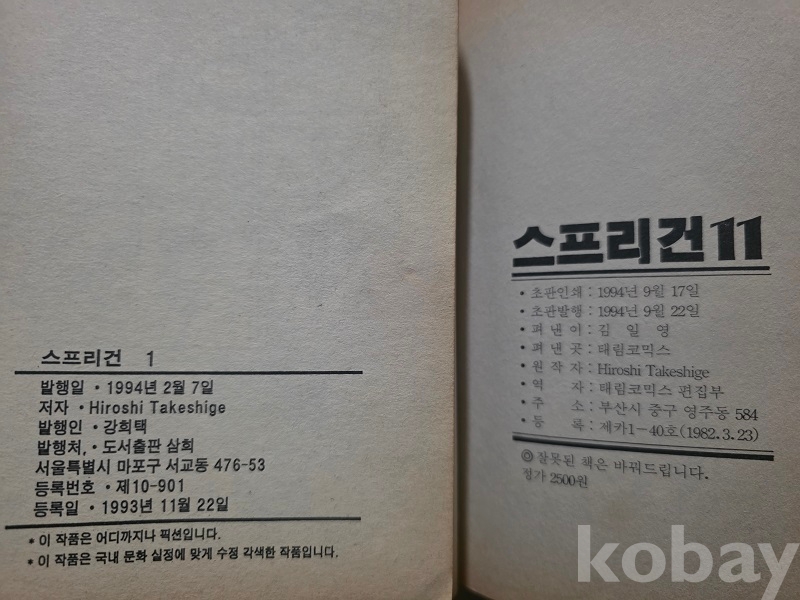 스프리건 1
발행일 • 1994년 2월 7일
저자 • Hiroshi Takeshige
발행인 • 강희택
발행처, • 도서출판 삼희
서울특별시 마포구 서교동 476-53
등록번호 • 제10-901
등록일 • 1993년 11월 22일
* 이 작품은 어디까지나 픽션입니다.
* 이 작품은 국내 문화 실정에 맞게 수정 각색한 작품입니다.
스프리건 11
• 초판인쇄 : 1994년 9월 17일
• 초판발행 : 1994년 9월 22일
• 펴 낸 이 : 김 일 영
• 펴 낸 곳 : 태림코믹스
• 원 작 자 : Hiroshi Takeshige
• 역 자 : 태림코믹스 편집부
• 주 소 : 부산시 중구 영주동 584
• 등 록 : 제카1-40호(1982.3.23)
◎ 잘못된 책은 바꿔드립니다.
정가 2500원
kobay